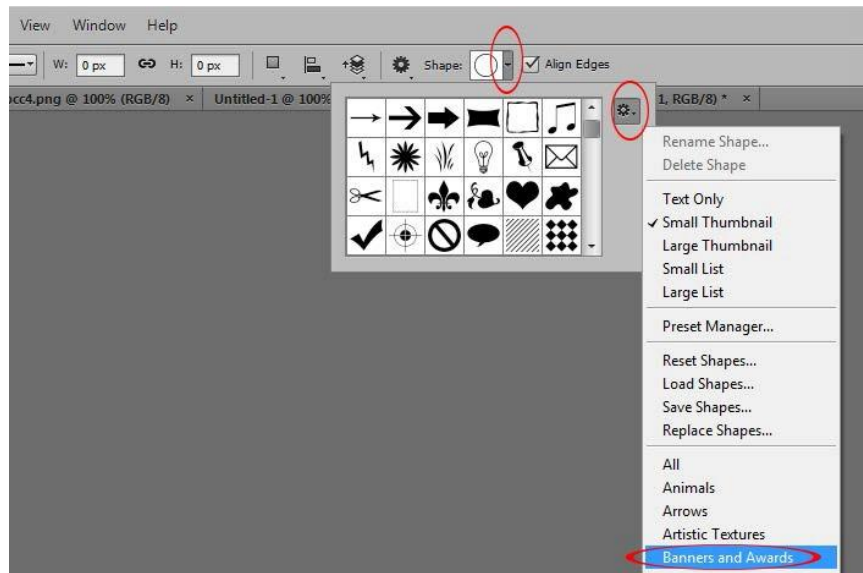 View Window Help
W: 0 px H: 0 px Shape: Align Edges
occ4.png @ 100% (RGB/8) × Untitled-1 @ 100% 1, RGB/8) * ×
Rename Shape...
Delete Shape
Text Only
✓ Small Thumbnail
Large Thumbnail
Small List
Large List
Preset Manager...
Reset Shapes...
Load Shapes...
Save Shapes...
Replace Shapes...
All
Animals
Arrows
Artistic Textures
Banners and Awards